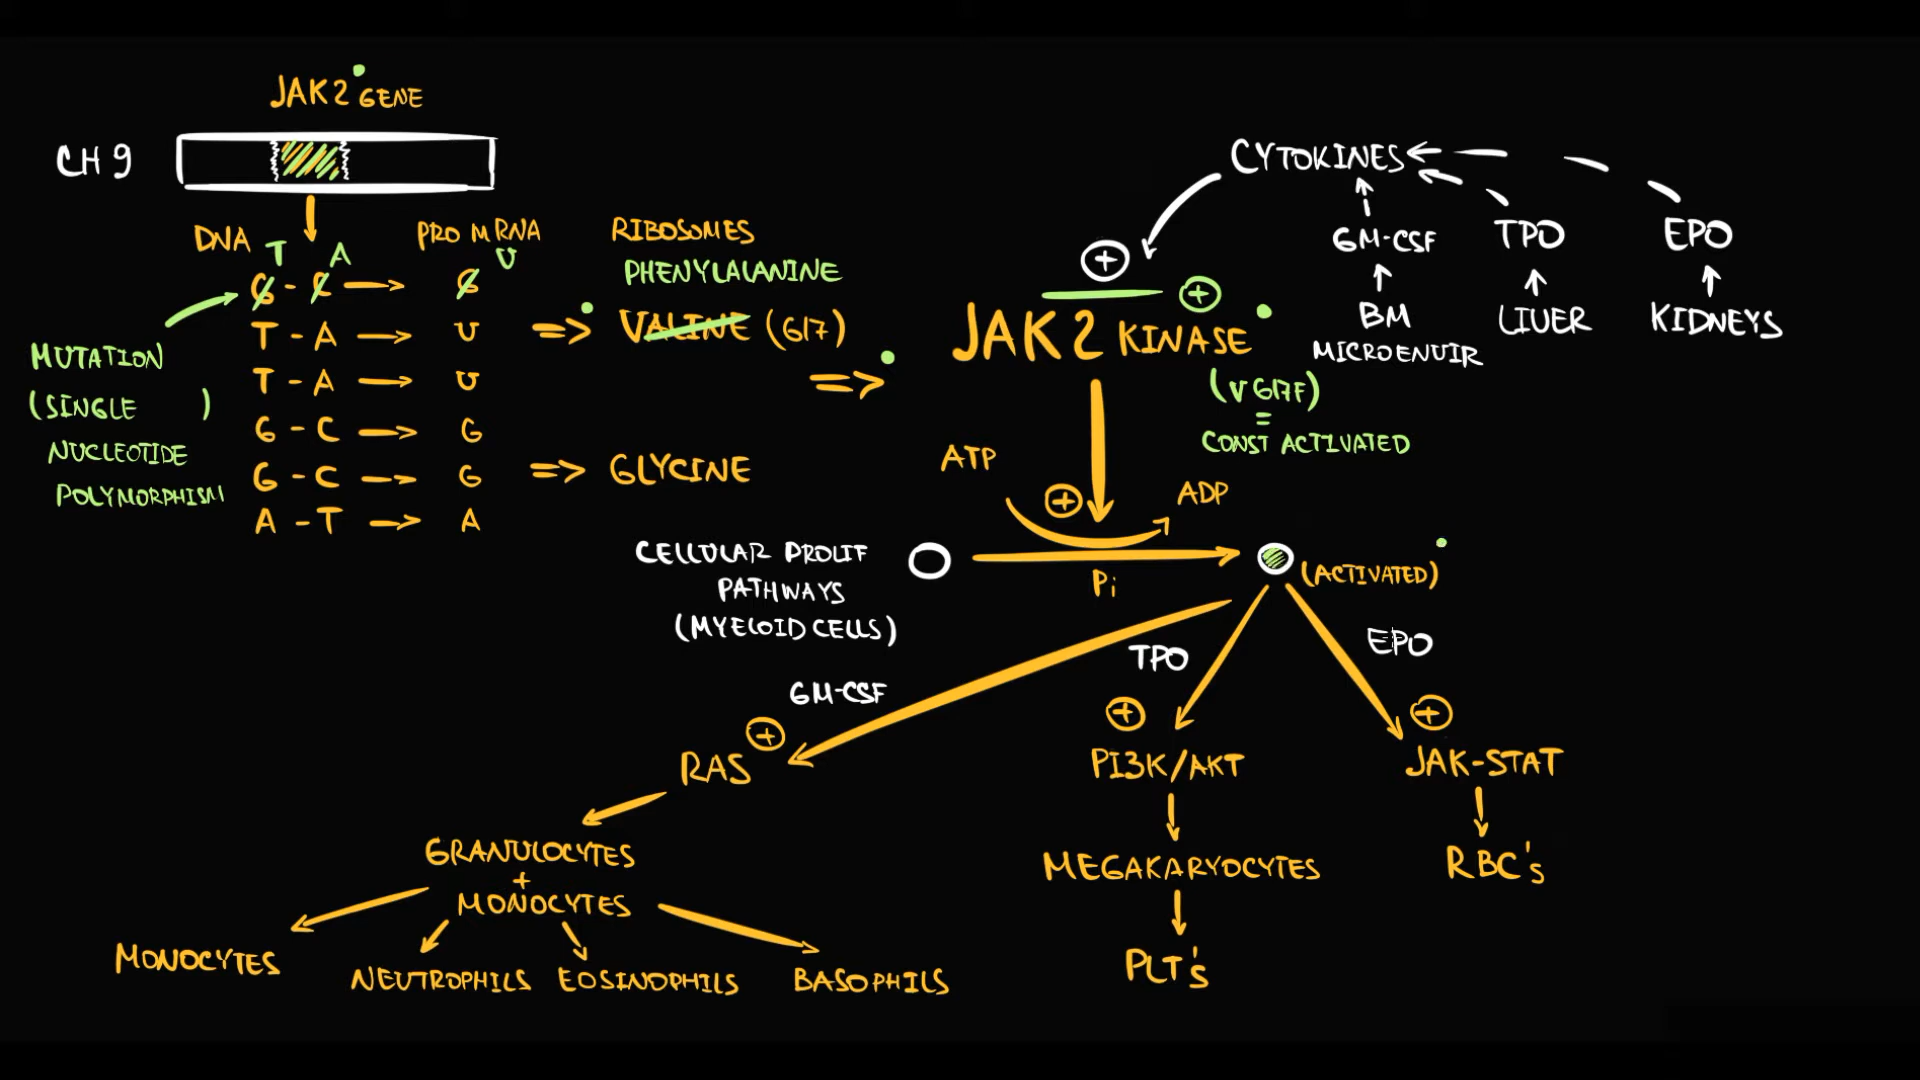 JAK2 GENE
CH 9
DNA
PRO MRNA
RIBOSOMES
T A U
PHENYLALANINE
G - C → G
T - A → U => VALINE (617)
T - A → U
G - C → G
G - C → G => GLYCINE
A - T → A
MUTATION
(SINGLE )
NUCLEOTIDE
POLYMORPHISM
=>
CYTOKINES
GM-CSF TPO EPO
BM LIVER KIDNEYS
MICROENVIR
+ +
JAK2 KINASE
(V617F)
=
CONST ACTIVATED
ATP + ADP
Pi
CELLULAR PROLIF
PATHWAYS
(MYELOID CELLS)
(ACTIVATED)
GM-CSF TPO EPO
+ + +
RAS PI3K/AKT JAK-STAT
GRANULOCYTES
+
MONOCYTES
MEGAKARYOCYTES
RBC's
MONOCYTES NEUTROPHILS EOSINOPHILS BASOPHILS
PLT's